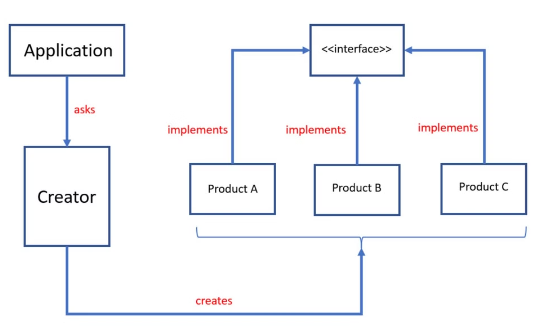 Application
<<interface>>
asks
implements
implements
implements
Creator
Product A
Product B
Product C
creates